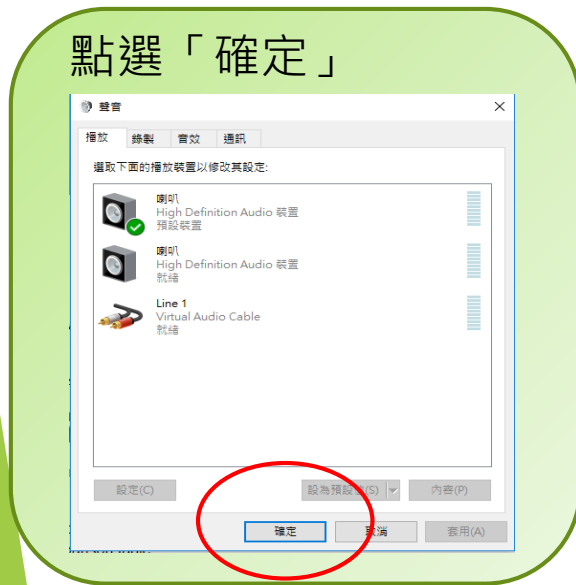 點選「確定」
聲音
播放 錄製 音效 通訊
選取下面的播放裝置以修改其設定:
喇叭
High Definition Audio 裝置
預設裝置
喇叭
High Definition Audio 裝置
就緒
Line 1
Virtual Audio Cable
就緒
設定(C) 設為預設值(S) 內容(P)
確定 取消 套用(A)